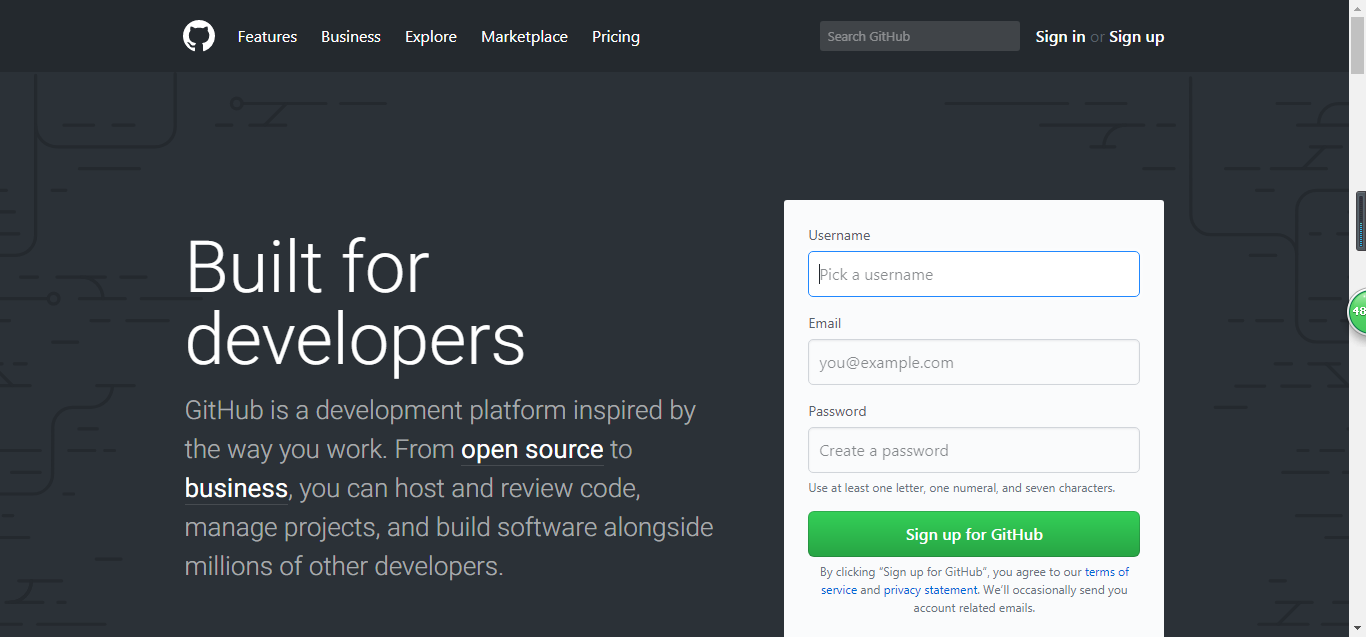 Features Business Explore Marketplace Pricing Search GitHub Sign in or Sign up
Built for
developers
GitHub is a development platform inspired by
the way you work. From open source to
business, you can host and review code,
manage projects, and build software alongside
millions of other developers.
Username
Pick a username
Email
you@example.com
Password
Create a password
Use at least one letter, one numeral, and seven characters.
Sign up for GitHub
By clicking “Sign up for GitHub”, you agree to our terms of
service and privacy statement. We’ll occasionally send you
account related emails.